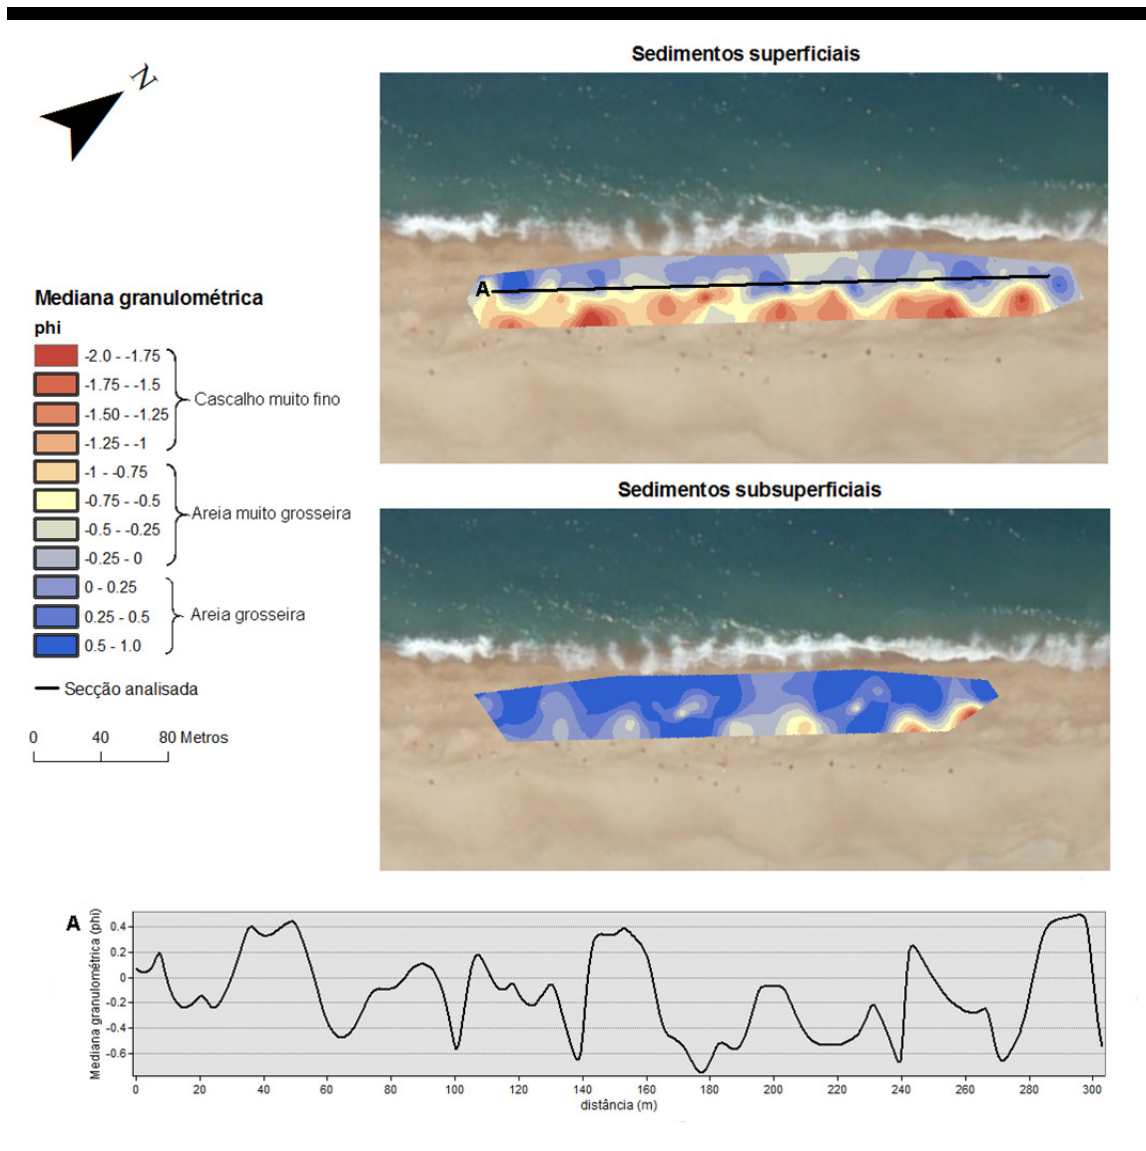 Sedimentos superficiais
N
A
Mediana granulométrica
phi
-2.0 - -1.75
-1.75 - -1.5
-1.50 - -1.25
-1.25 - -1
Cascalho muito fino
-1 - -0.75
-0.75 - -0.5
-0.5 - -0.25
-0.25 - 0
Areia muito grosseira
0 - 0.25
0.25 - 0.5
0.5 - 1.0
Areia grosseira
Secção analisada
0 40 80 Metros
Sedimentos subsuperficiais
A
Mediana granulométrica (phi)
0.4
0.2
0
-0.2
-0.4
-0.6
0 20 40 60 80 100 120 140 160 180 200 220 240 260 280 300
distância (m)